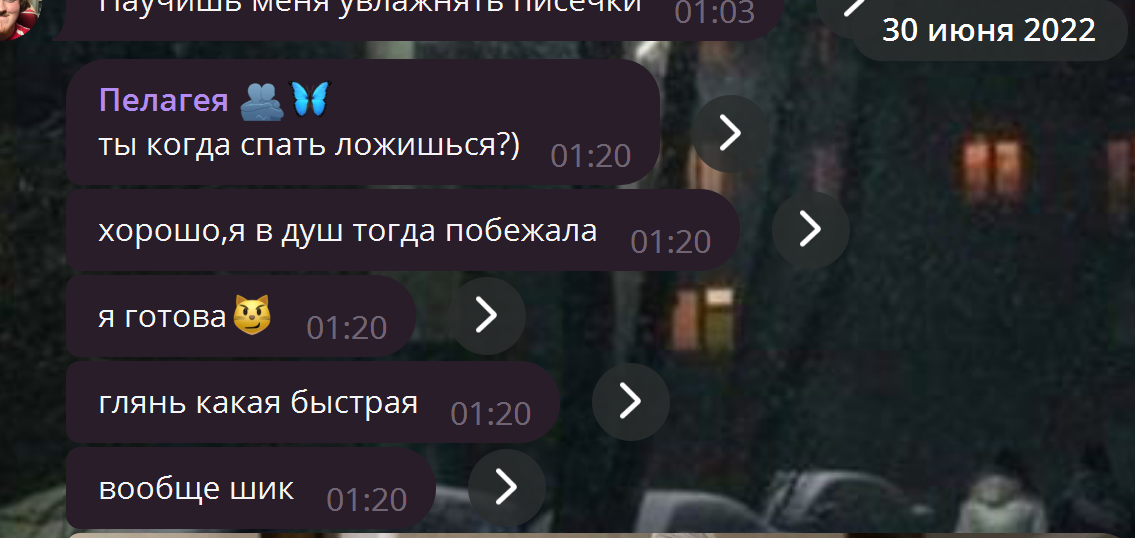 Научишь меня увлажнять писечки 01:03
30 июня 2022
Пелагея 🫂🦋
ты когда спать ложишься?) 01:20
хорошо,я в душ тогда побежала 01:20
я готова😼 01:20
глянь какая быстрая 01:20
вообще шик 01:20